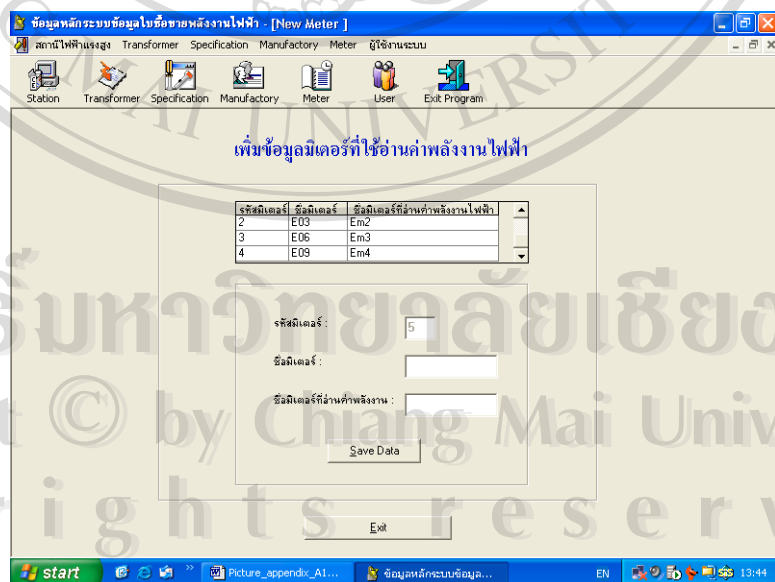 ข้อมูลหลักระบบข้อมูลใบซื้อขายพลังงานไฟฟ้า - [New Meter ]
สถานีไฟฟ้าแรงสูง Transformer Specification Manufactory Meter ผู้ใช้งานระบบ
Station Transformer Specification Manufactory Meter User Exit Program
เพิ่มข้อมูลมิเตอร์ที่ใช้อ่านค่าพลังงานไฟฟ้า
รหัสมิเตอร์ ชื่อมิเตอร์ ชื่อมิเตอร์ที่อ่านค่าพลังงานไฟฟ้า
2 E03 Em2
3 E06 Em3
4 E09 Em4
รหัสมิเตอร์ : 5
ชื่อมิเตอร์ :
ชื่อมิเตอร์ที่อ่านค่าพลังงาน :
Save Data
Exit
MAI UNIVERSIT
ธิ์มหาวิทยาลัยเชียง
t © by Chiang Mai Univ
rights reserv
start Picture_appendix_A1... ข้อมูลหลักระบบข้อมูล... EN 13:44